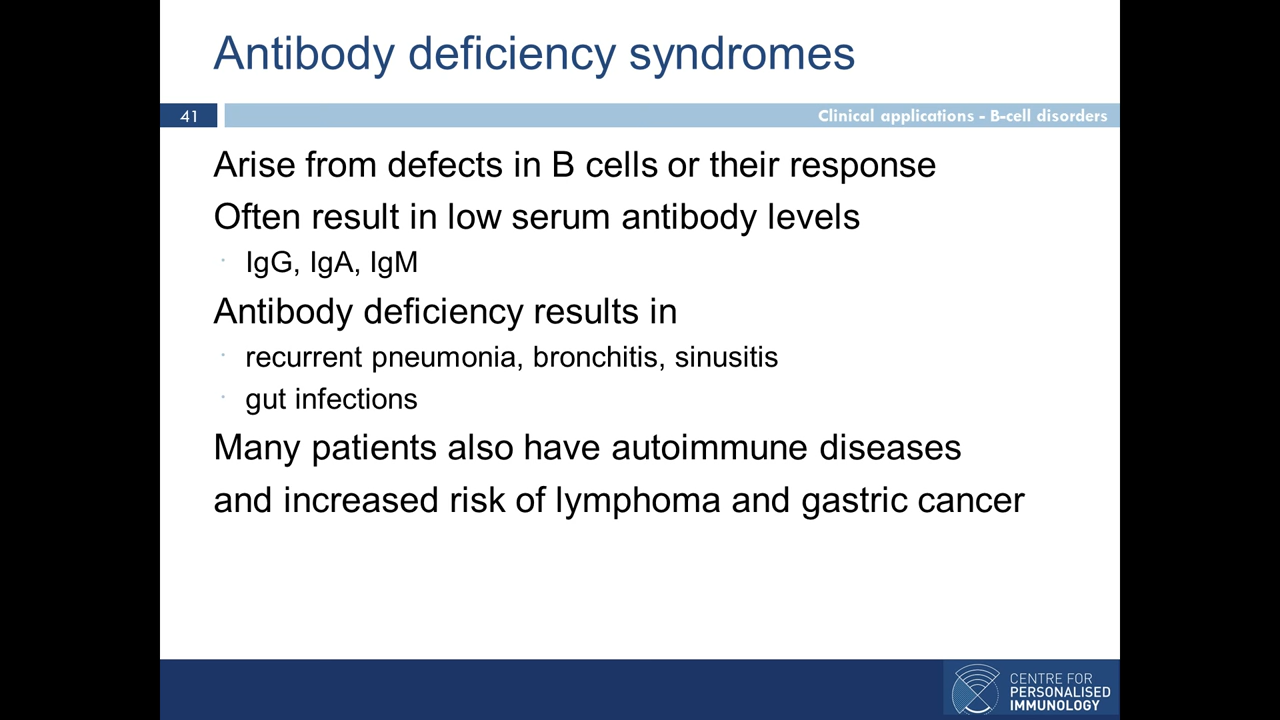 Antibody deficiency syndromes
41
Clinical applications - B-cell disorders
Arise from defects in B cells or their response
Often result in low serum antibody levels
IgG, IgA, IgM
Antibody deficiency results in
recurrent pneumonia, bronchitis, sinusitis
gut infections
Many patients also have autoimmune diseases
and increased risk of lymphoma and gastric cancer
CENTRE FOR
PERSONALISED
IMMUNOLOGY